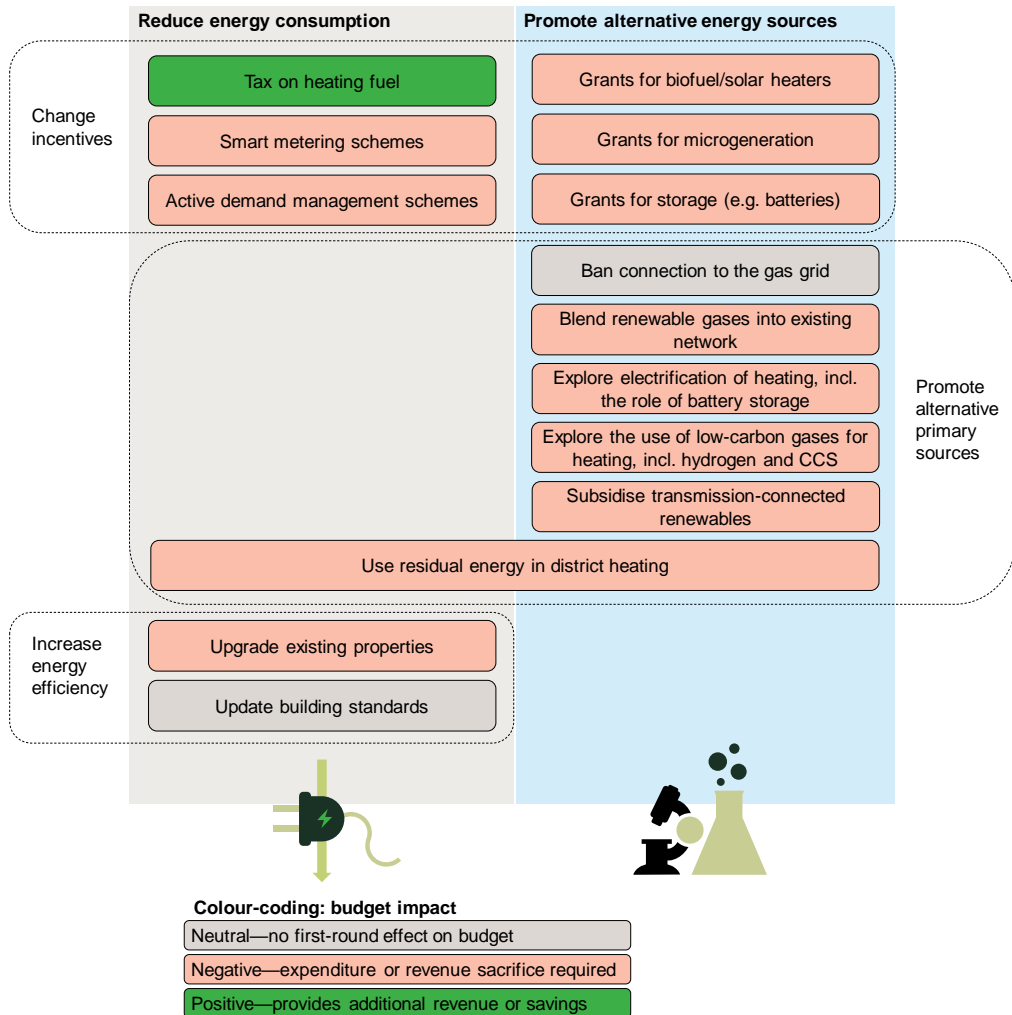 Reduce energy consumption
Promote alternative energy sources
Change
incentives
Tax on heating fuel
Smart metering schemes
Active demand management schemes
Grants for biofuel/solar heaters
Grants for microgeneration
Grants for storage (e.g. batteries)
Ban connection to the gas grid
Blend renewable gases into existing
network
Explore electrification of heating, incl.
the role of battery storage
Explore the use of low-carbon gases for
heating, incl. hydrogen and CCS
Subsidise transmission-connected
renewables
Use residual energy in district heating
Promote
alternative
primary
sources
Increase
energy
efficiency
Upgrade existing properties
Update building standards
Colour-coding: budget impact
Neutral—no first-round effect on budget
Negative—expenditure or revenue sacrifice required
Positive—provides additional revenue or savings